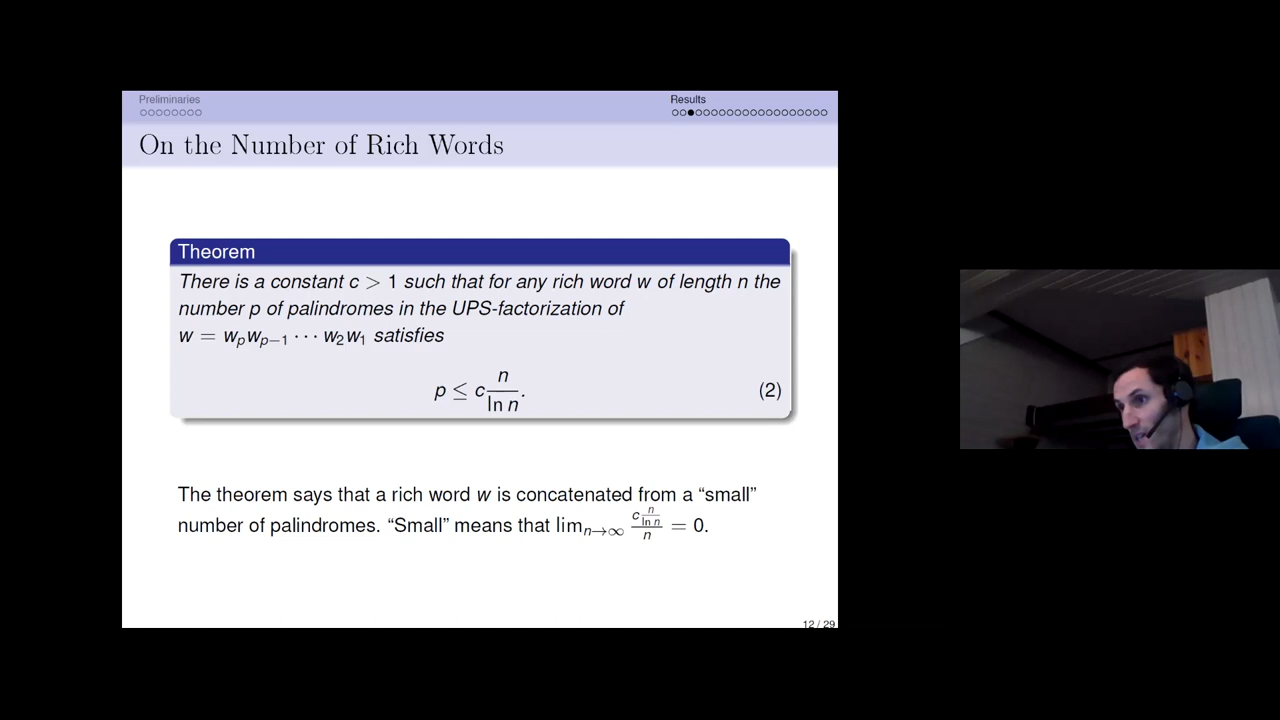 Preliminaries
Results
On the Number of Rich Words
Theorem
There is a constant c > 1 such that for any rich word w of length n the
number p of palindromes in the UPS-factorization of
w = w_p w_{p−1} ⋯ w_2 w_1 satisfies
p ≤ c n/ln n. (2)
The theorem says that a rich word w is concatenated from a “small”
number of palindromes. “Small” means that lim_{n→∞} (c n/ln n)/n = 0.
12 / 29